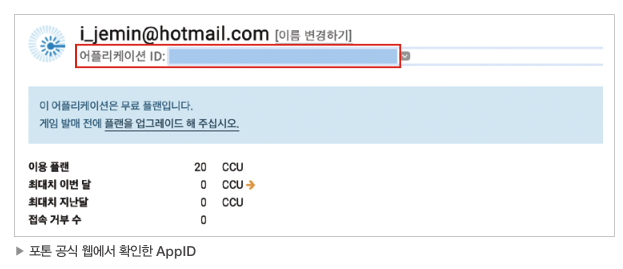 i_jemin@hotmail.com [이름 변경하기]
어플리케이션 ID:
이 어플리케이션은 무료 플랜입니다.
게임 발매 전에 플랜을 업그레이드 해 주십시오.
이용 플랜 20 CCU
최대치 이번 달 0 CCU
최대치 지난달 0 CCU
접속 거부 수 0
▶ 포톤 공식 웹에서 확인한 AppID